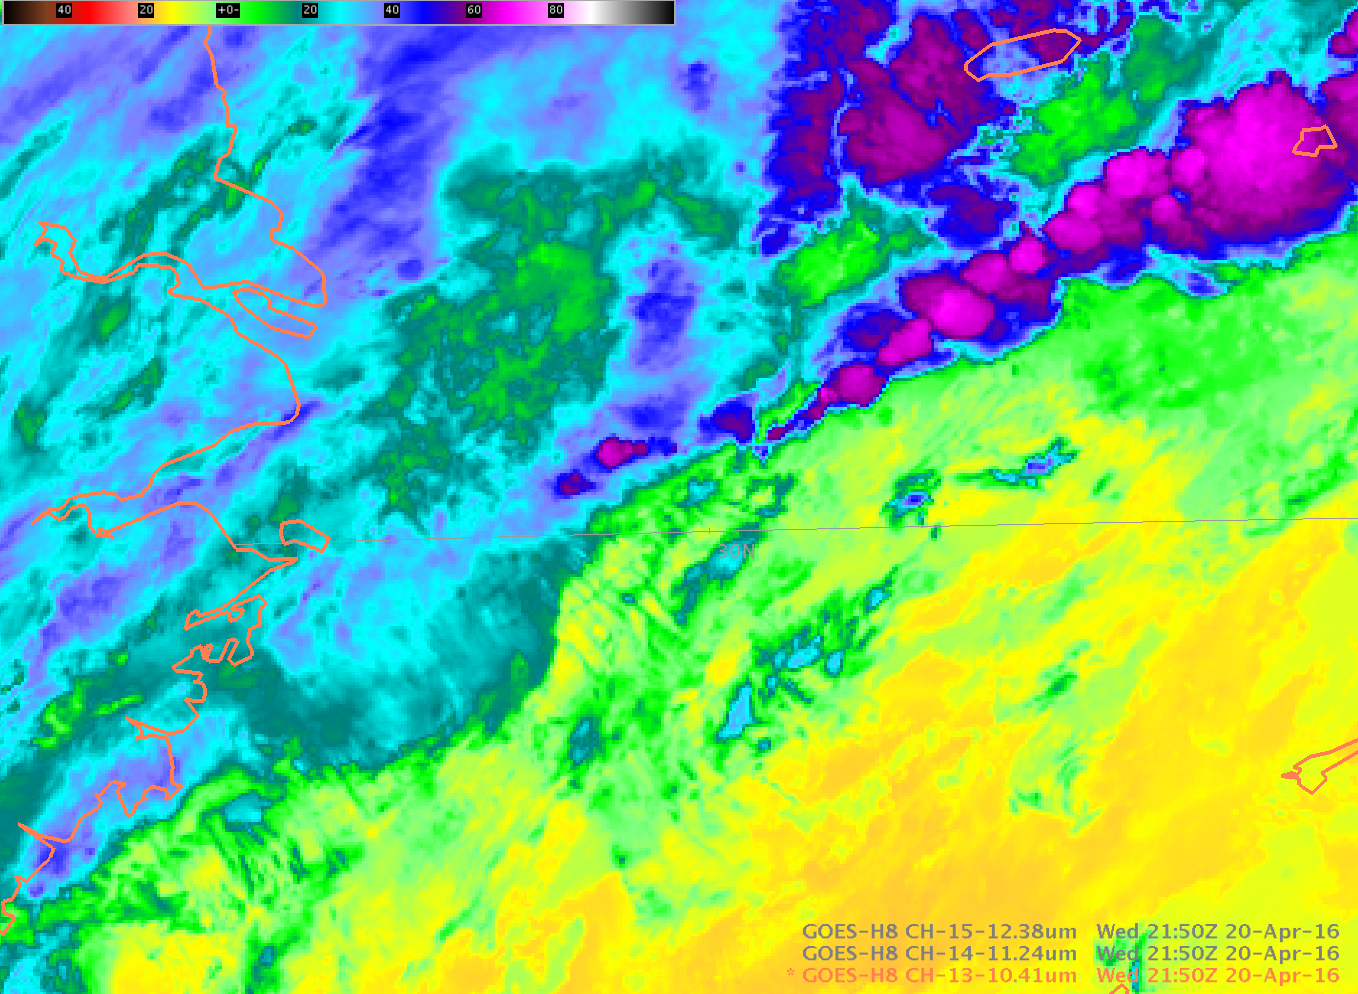 40 20 +0- 20 40 60 80
30N
GOES-H8 CH-15-12.38um Wed 21:50Z 20-Apr-16
GOES-H8 CH-14-11.24um Wed 21:50Z 20-Apr-16
* GOES-H8 CH-13-10.41um Wed 21:50Z 20-Apr-16